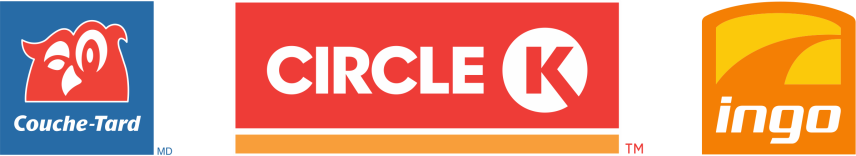 Couche-Tard
MD
CIRCLE K
TM
ingo